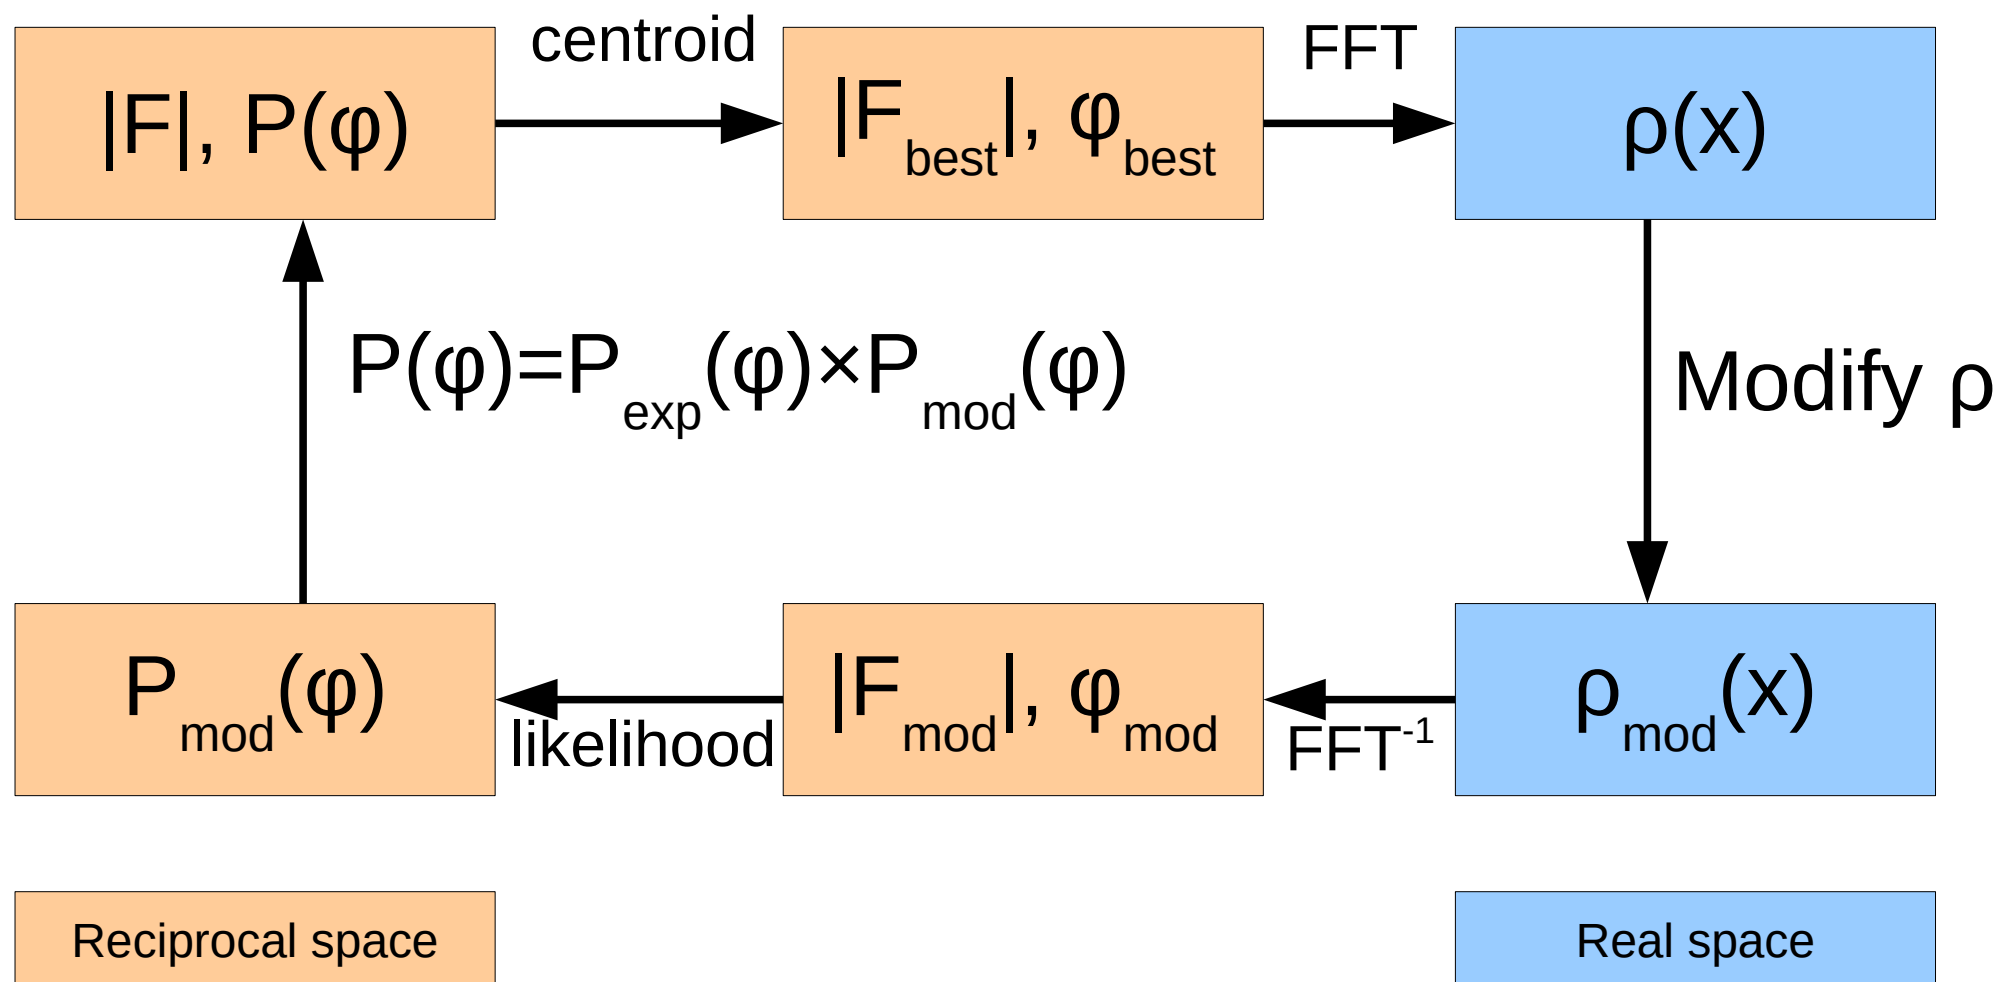 centroid
FFT
|F|, P(φ)
|F_best|, φ_best
ρ(x)
P(φ)=P_exp(φ)×P_mod(φ)
Modify ρ
P_mod(φ)
likelihood
|F_mod|, φ_mod
FFT^-1
ρ_mod(x)
Reciprocal space
Real space